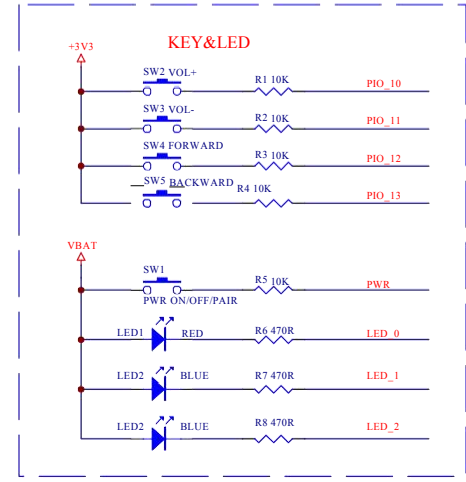 KEY&LED
+3V3
SW2 VOL+
R1 10K
PIO_10
SW3 VOL-
R2 10K
PIO_11
SW4 FORWARD
R3 10K
PIO_12
SW5 BACKWARD
R4 10K
PIO_13
VBAT
SW1
R5 10K
PWR
PWR ON/OFF/PAIR
LED1
RED
R6 470R
LED_0
LED2
BLUE
R7 470R
LED_1
LED2
BLUE
R8 470R
LED_2